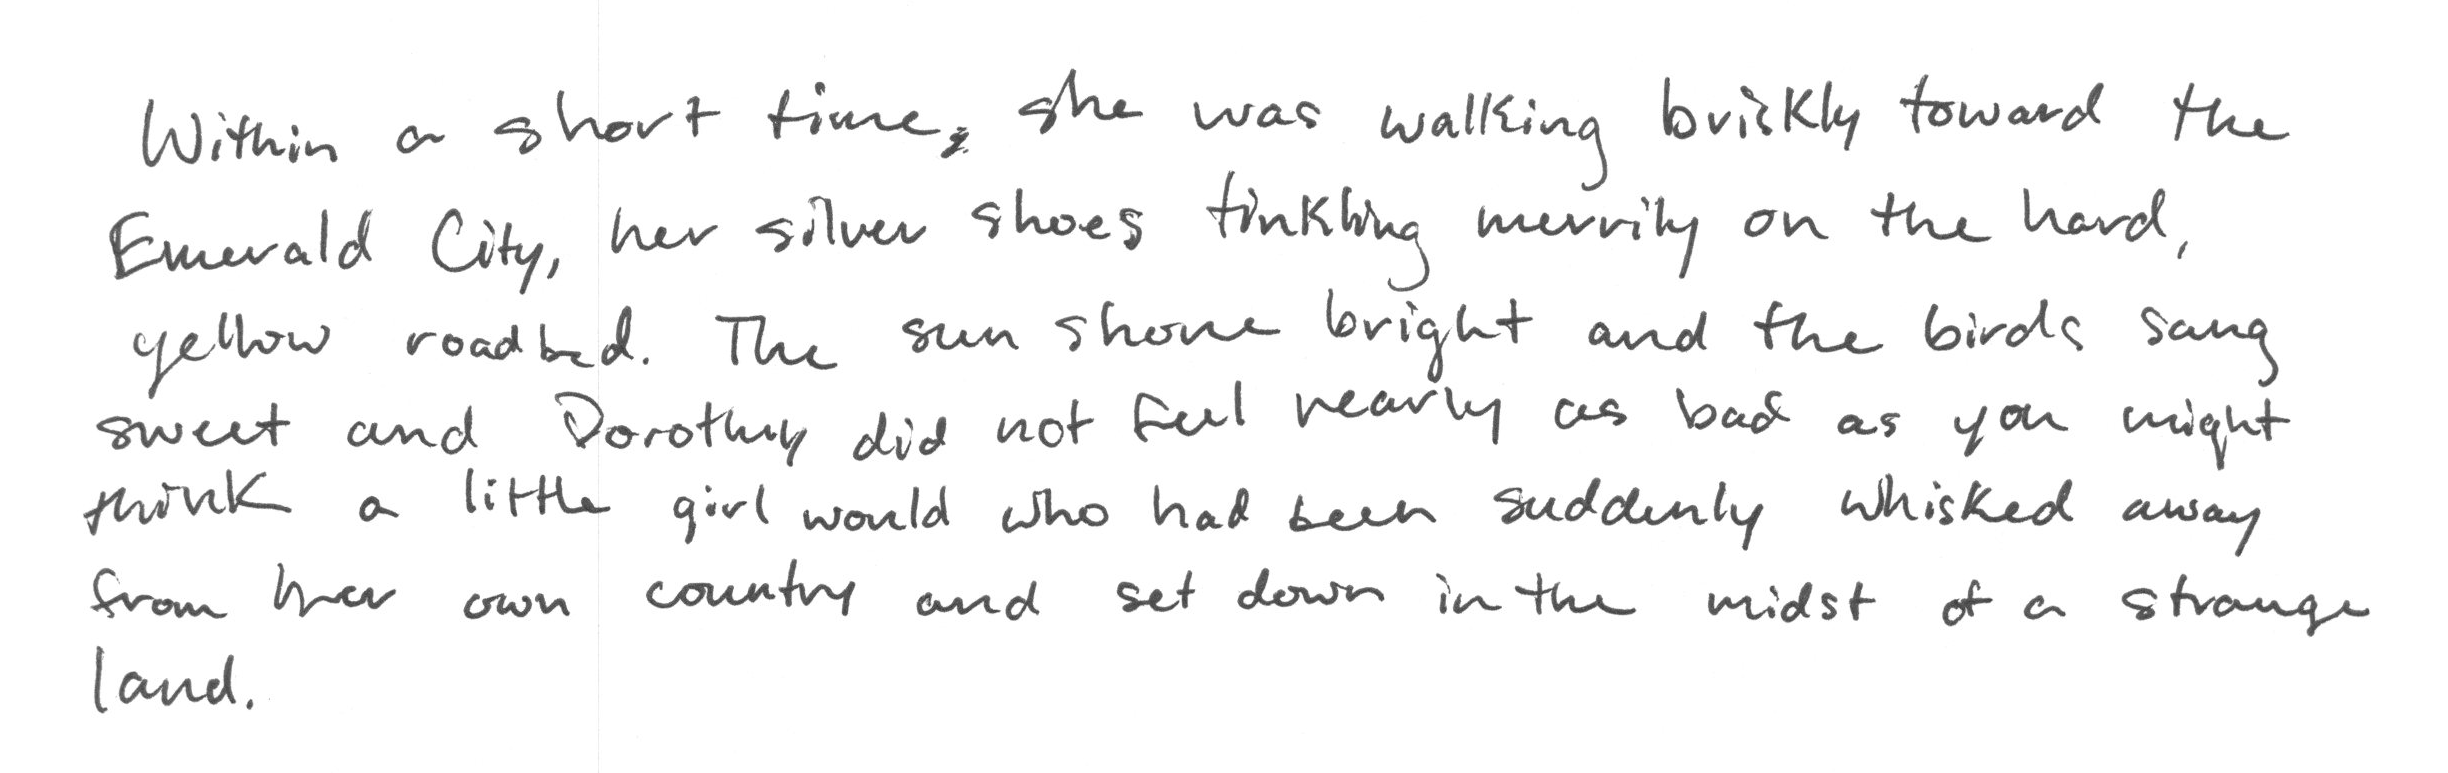 Within a short time, she was walking briskly toward the
Emerald City, her silver shoes tinkling merrily on the hard,
yellow roadbed. The sun shone bright and the birds sang
sweet and Dorothy did not feel nearly as bad as you might
think a little girl would who had been suddenly whisked away
from her own country and set down in the midst of a strange
land.